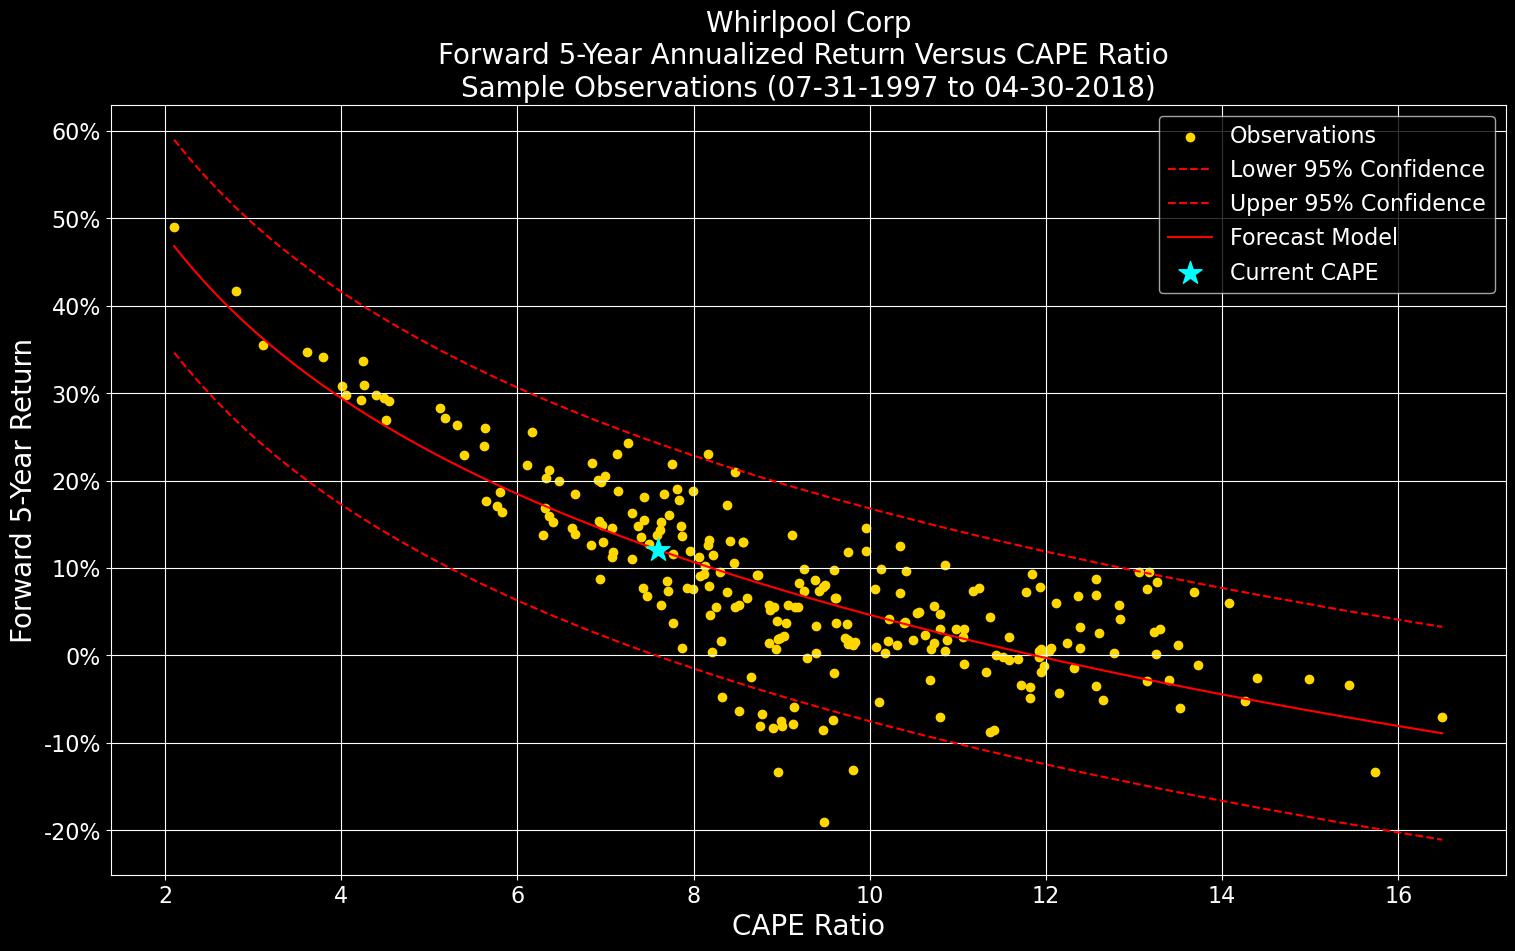 Whirlpool Corp
Forward 5-Year Annualized Return Versus CAPE Ratio
Sample Observations (07-31-1997 to 04-30-2018)
Observations
Lower 95% Confidence
Upper 95% Confidence
Forecast Model
Current CAPE
Forward 5-Year Return
60%
50%
40%
30%
20%
10%
0%
-10%
-20%
2 4 6 8 10 12 14 16
CAPE Ratio